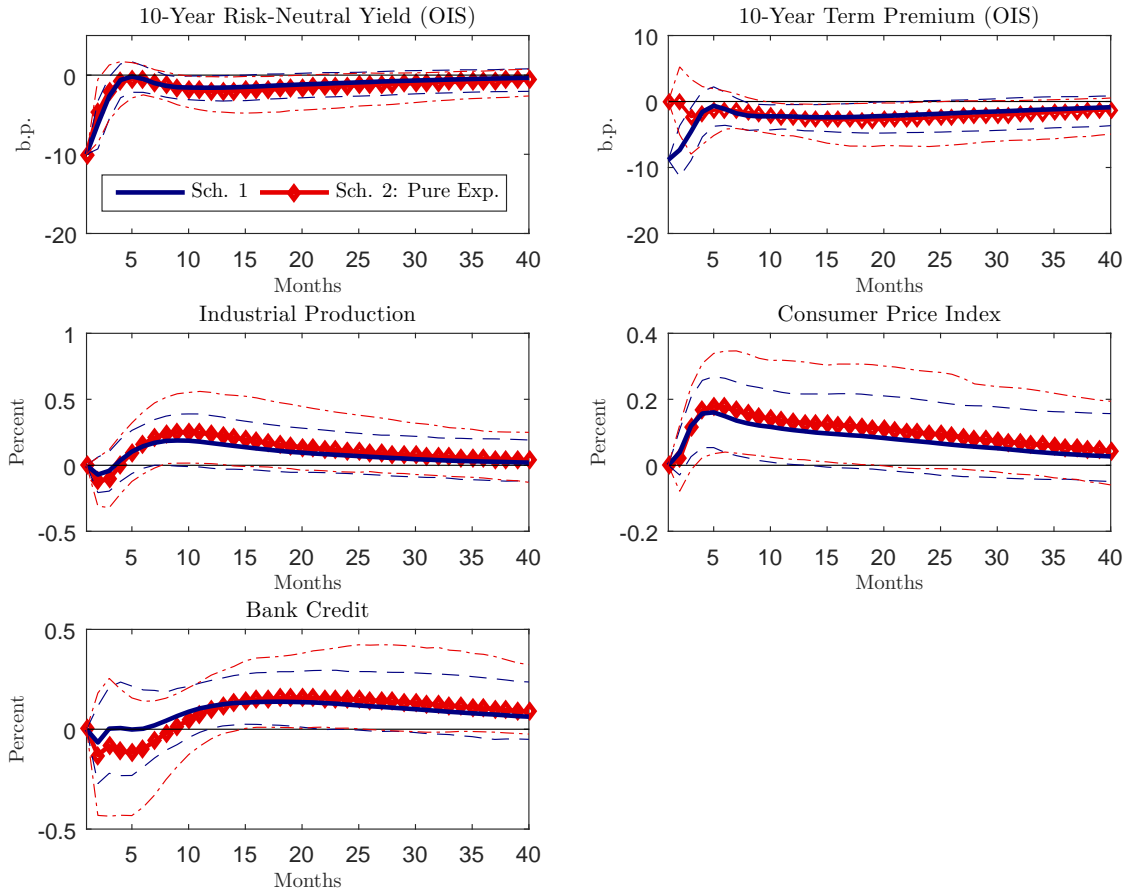 10-Year Risk-Neutral Yield (OIS)
10-Year Term Premium (OIS)
5
0
-10
-20
b.p.
Sch. 1
Sch. 2: Pure Exp.
5 10 15 20 25 30 35 40
Months
10
0
-10
-20
b.p.
5 10 15 20 25 30 35 40
Months
Industrial Production
Consumer Price Index
1
0.5
0
-0.5
Percent
5 10 15 20 25 30 35 40
Months
0.4
0.2
0
-0.2
Percent
5 10 15 20 25 30 35 40
Months
Bank Credit
0.5
0
-0.5
Percent
5 10 15 20 25 30 35 40
Months